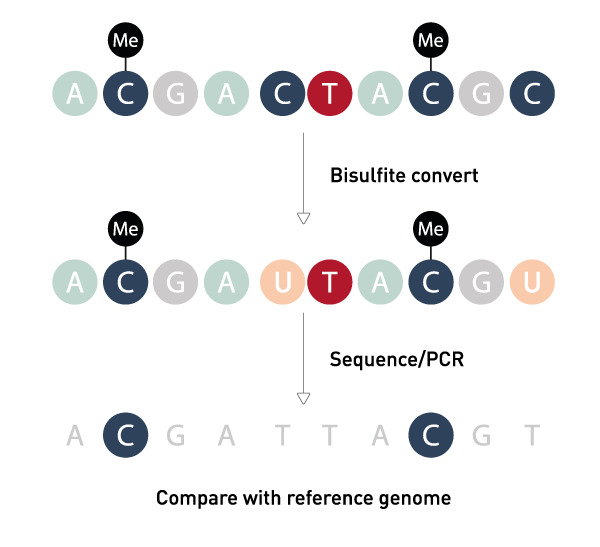 Me Me
A C G A C T A C G C
Bisulfite convert
Me Me
A C G A U T A C G U
Sequence/PCR
A C G A T T A C G T
Compare with reference genome